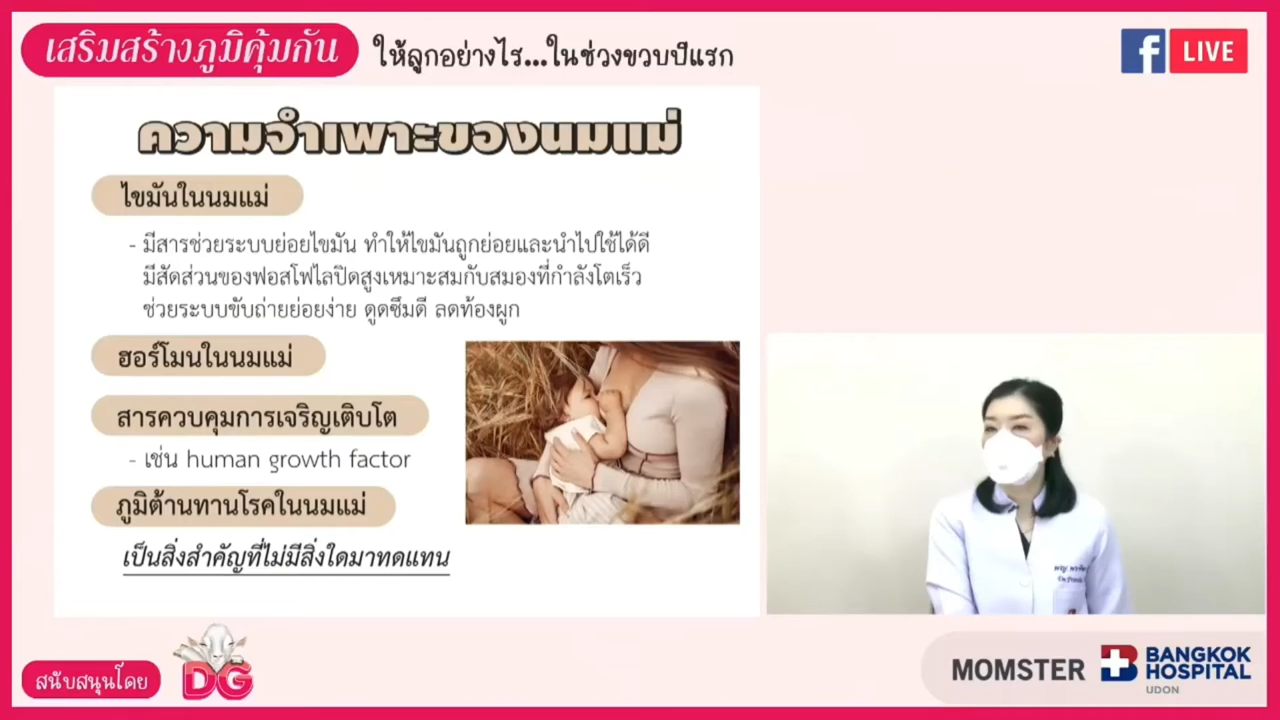 เสริมสร้างภูมิคุ้มกัน ให้ลูกอย่างไร...ในช่วงขวบปีแรก
f LIVE
ความจำเพาะของนมแม่
ไขมันในนมแม่
- มีสารช่วยระบบย่อยไขมัน ทำให้ไขมันถูกย่อยและนำไปใช้ได้ดี
มีสัดส่วนของฟอสโฟไลปิดสูงเหมาะสมกับสมองที่กำลังโตเร็ว
ช่วยระบบขับถ่ายย่อยง่าย ดูดซึมดี ลดท้องผูก
ฮอร์โมนในนมแม่
สารควบคุมการเจริญเติบโต
- เช่น human growth factor
ภูมิต้านทานโรคในนมแม่
เป็นสิ่งสำคัญที่ไม่มีสิ่งใดมาทดแทน
สนับสนุนโดย
DG
MOMSTER
BANGKOK
HOSPITAL
UDON